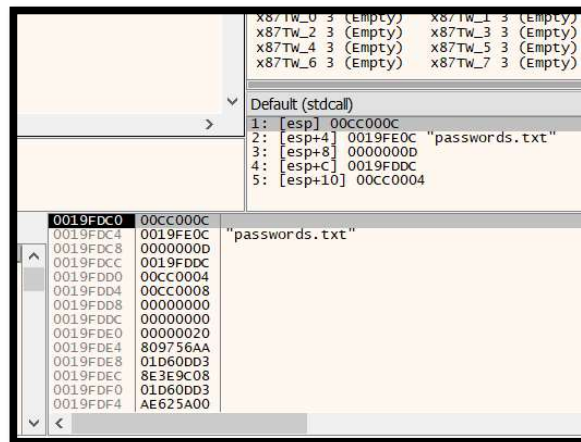 x87TW_0 3 (Empty) x87TW_1 3 (Empty)
x87TW_2 3 (Empty) x87TW_3 3 (Empty)
x87TW_4 3 (Empty) x87TW_5 3 (Empty)
x87TW_6 3 (Empty) x87TW_7 3 (Empty)
Default (stdcall)
1: [esp] 00CC000C
2: [esp+4] 0019FE0C "passwords.txt"
3: [esp+8] 0000000D
4: [esp+C] 0019FDDC
5: [esp+10] 00CC0004
0019FDC0 00CC000C
0019FDC4 0019FE0C "passwords.txt"
0019FDC8 0000000D
0019FDCC 0019FDDC
0019FDD0 00CC0004
0019FDD4 00CC0008
0019FDD8 00000000
0019FDDC 00000000
0019FDE0 00000020
0019FDE4 809756AA
0019FDE8 01D60DD3
0019FDEC 8E3E9C08
0019FDF0 01D60DD3
0019FDF4 AE625A00